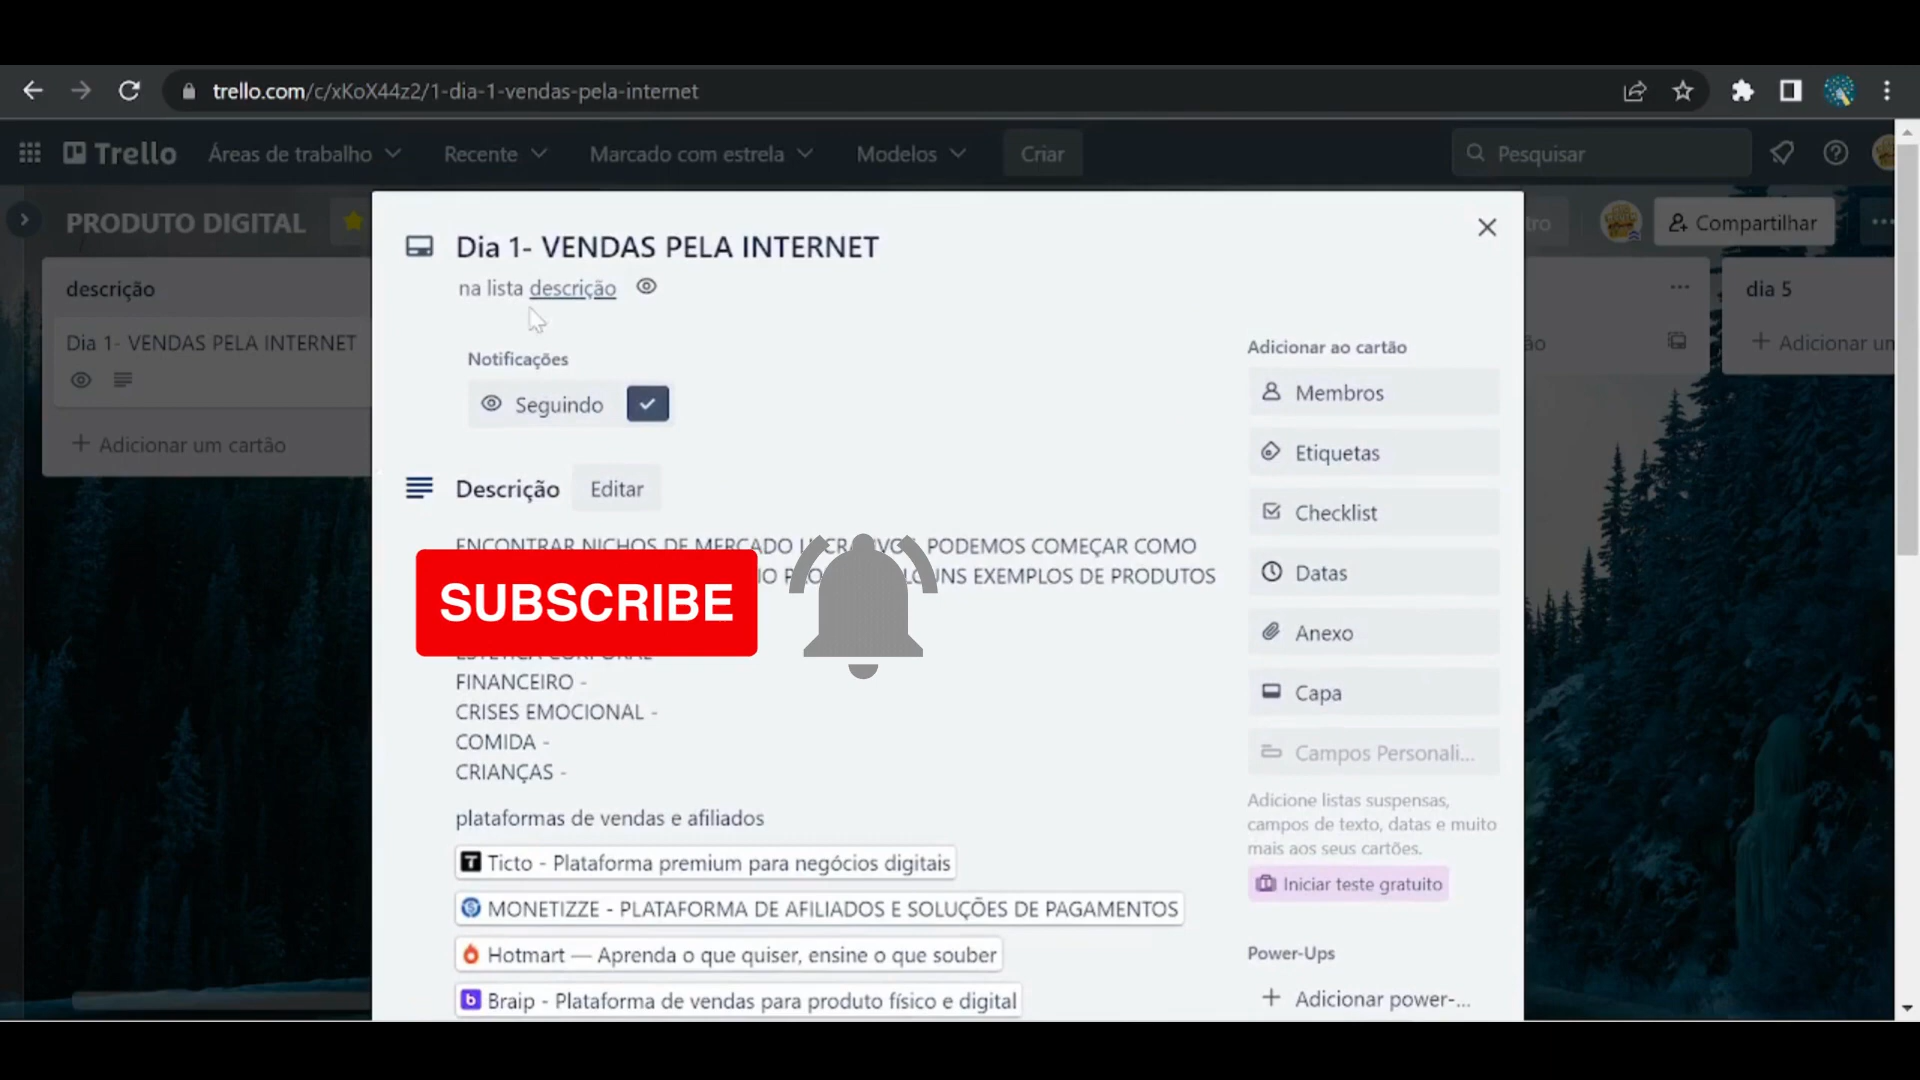 trello.com/c/xKoX44z2/1-dia-1-vendas-pela-internet
Trello Áreas de trabalho Recente Marcado com estrela Modelos Criar Pesquisar
PRODUTO DIGITAL
Compartilhar
descrição
Dia 1- VENDAS PELA INTERNET
Adicionar um cartão
dia 5
Adicionar un
Dia 1- VENDAS PELA INTERNET
na lista descrição
Notificações
Seguindo
Descrição Editar
ENCONTRAR NICHOS DE MERCADO PODEMOS COMEÇAR COMO
EXEMPLOS DE PRODUTOS
SUBSCRIBE
FINANCEIRO -
CRISES EMOCIONAL -
COMIDA -
CRIANÇAS -
plataformas de vendas e afiliados
Ticto - Plataforma premium para negócios digitais
MONETIZZE - PLATAFORMA DE AFILIADOS E SOLUÇÕES DE PAGAMENTOS
Hotmart — Aprenda o que quiser, ensine o que souber
Braip - Plataforma de vendas para produto físico e digital
Adicionar ao cartão
Membros
Etiquetas
Checklist
Datas
Anexo
Capa
Campos Personali...
Adicione listas suspensas,
campos de texto, datas e muito
mais aos seus cartões.
Iniciar teste gratuito
Power-Ups
Adicionar power-...